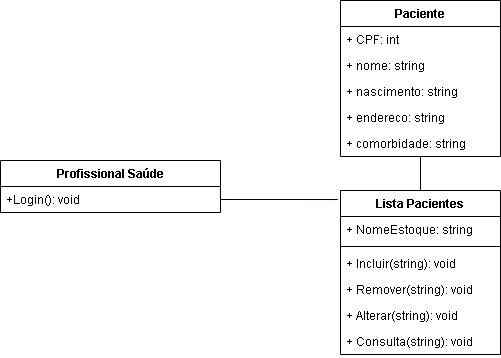 Paciente
+ CPF: int
+ nome: string
+ nascimento: string
+ endereco: string
+ comorbidade: string
Profissional Saúde
+Login(): void
Lista Pacientes
+ NomeEstoque: string
+ Incluir(string): void
+ Remover(string): void
+ Alterar(string): void
+ Consulta(string): void